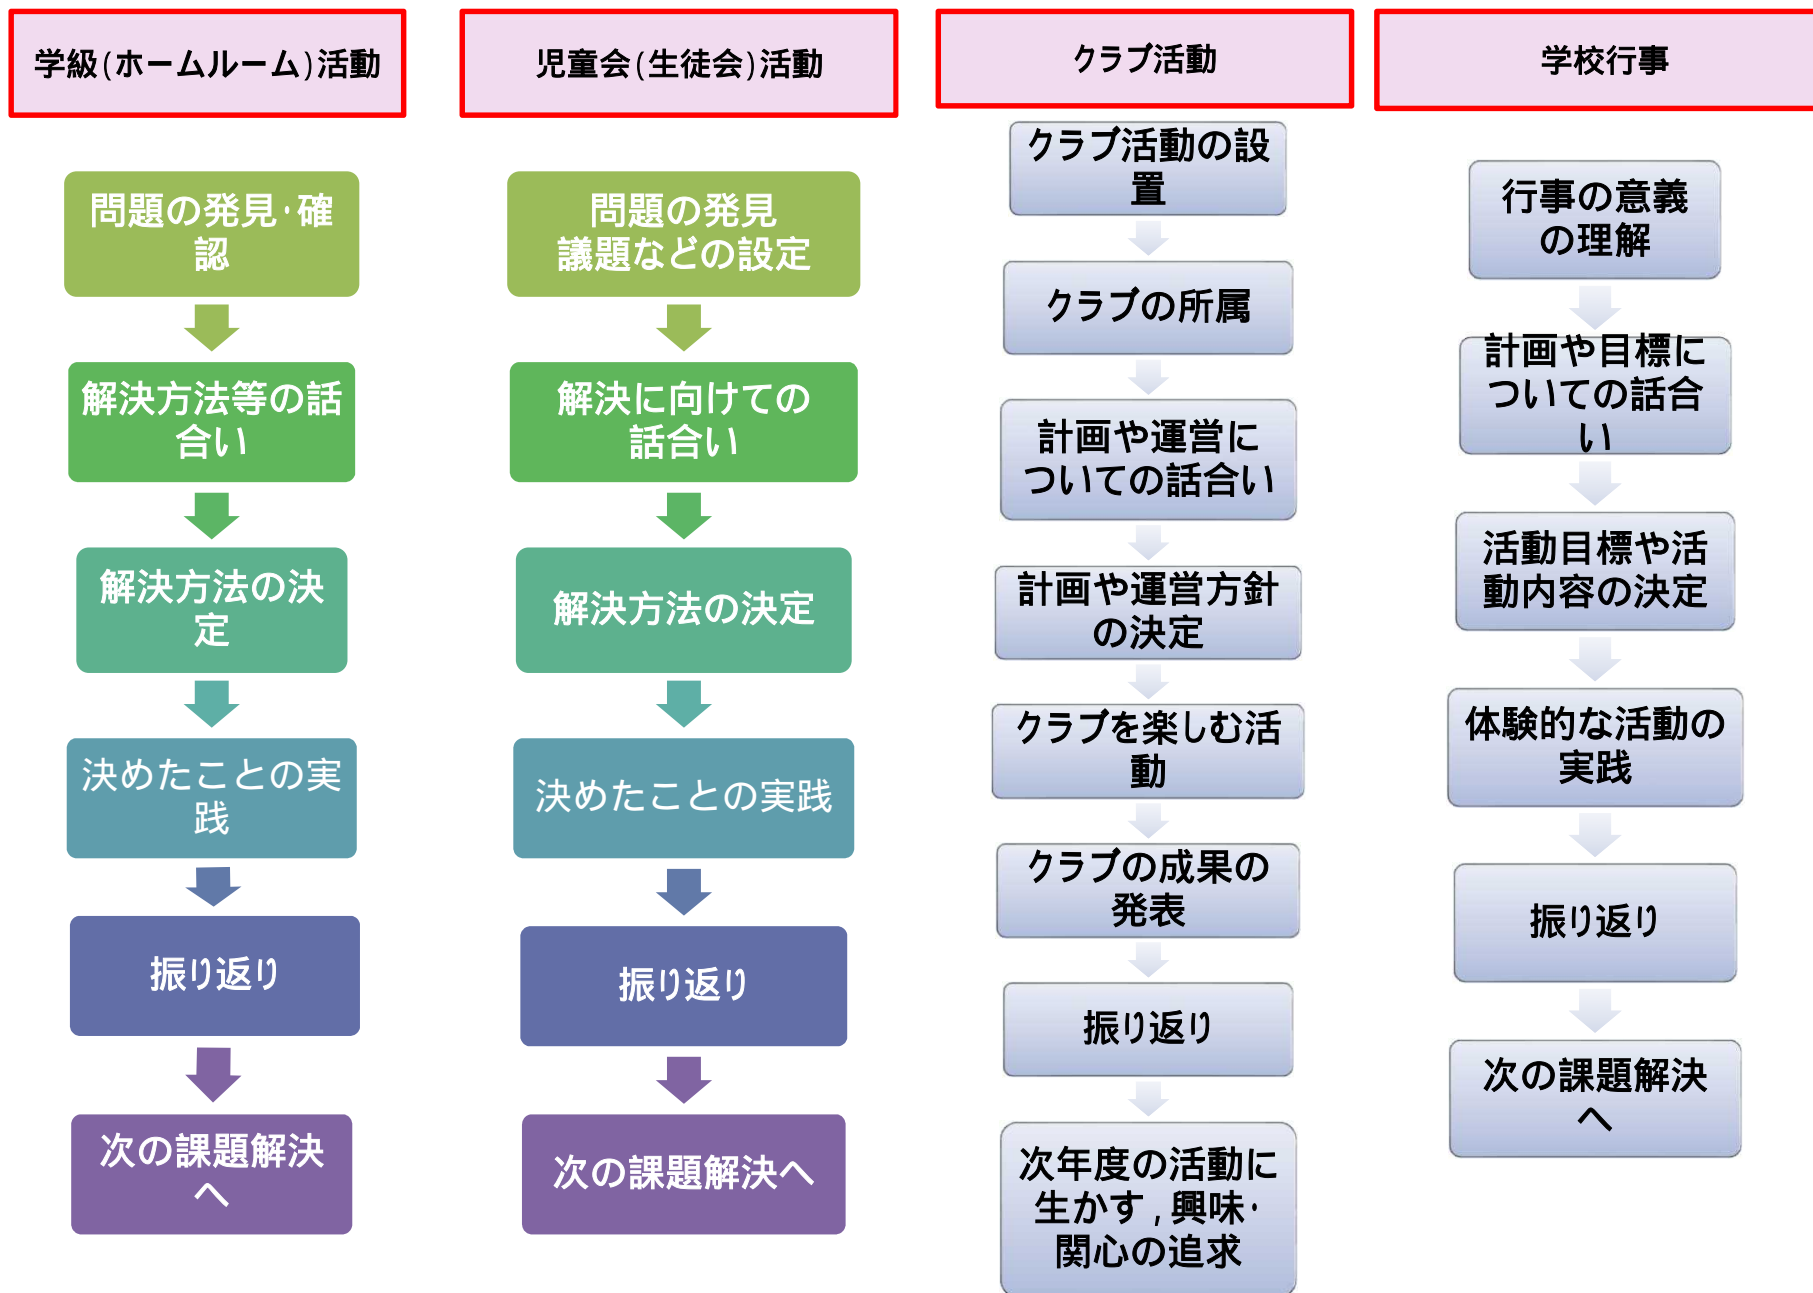 学級(ホームルーム)活動
問題の発見・確
認
解決方法等の話
合い
解決方法の決
定
決めたことの実
践
振り返り
次の課題解決
へ
児童会(生徒会)活動
問題の発見
議題などの設定
解決に向けての
話合い
解決方法の決定
決めたことの実践
振り返り
次の課題解決へ
クラブ活動
クラブ活動の設
置
クラブの所属
計画や運営に
ついての話合い
計画や運営方針
の決定
クラブを楽しむ活
動
クラブの成果の
発表
振り返り
次年度の活動に
生かす,興味・
関心の追求
学校行事
行事の意義
の理解
計画や目標に
ついての話合
い
活動目標や活
動内容の決定
体験的な活動の
実践
振り返り
次の課題解決
へ